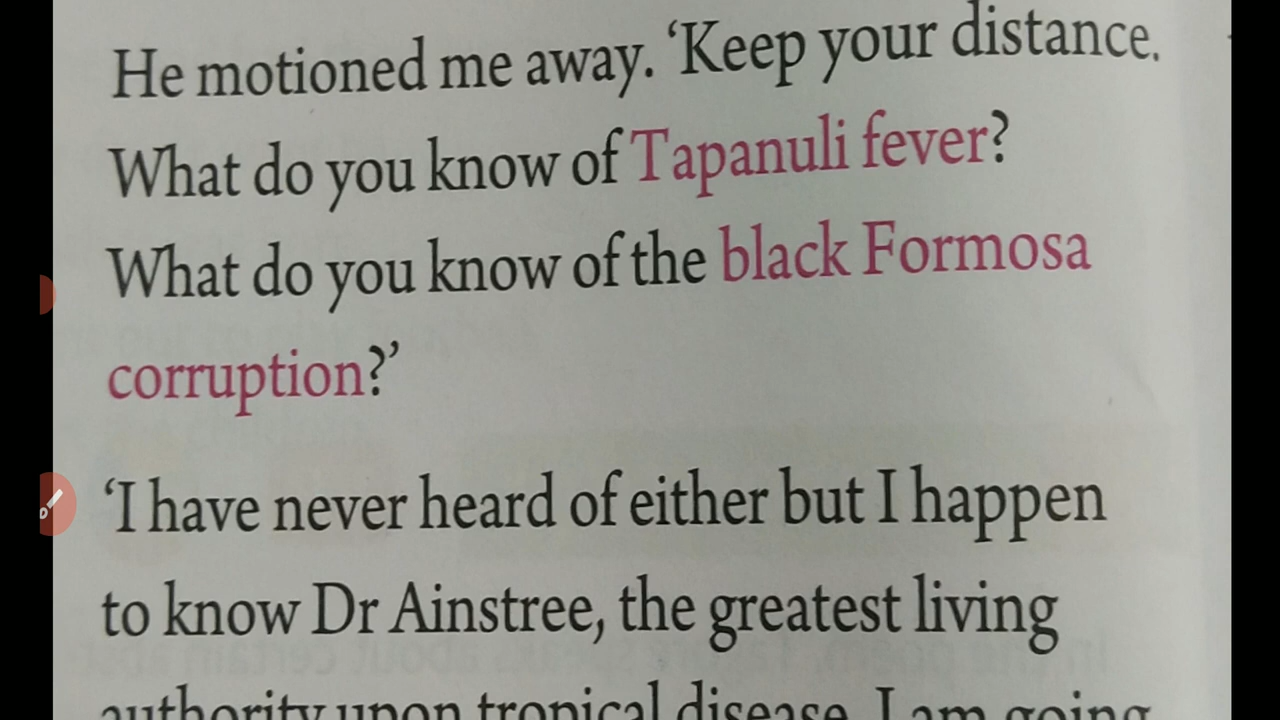 He motioned me away. ‘Keep your distance.
What do you know of Tapanuli fever?
What do you know of the black Formosa
corruption?’
‘I have never heard of either but I happen
to know Dr Ainstree, the greatest living
authority upon tropical disease. I am going